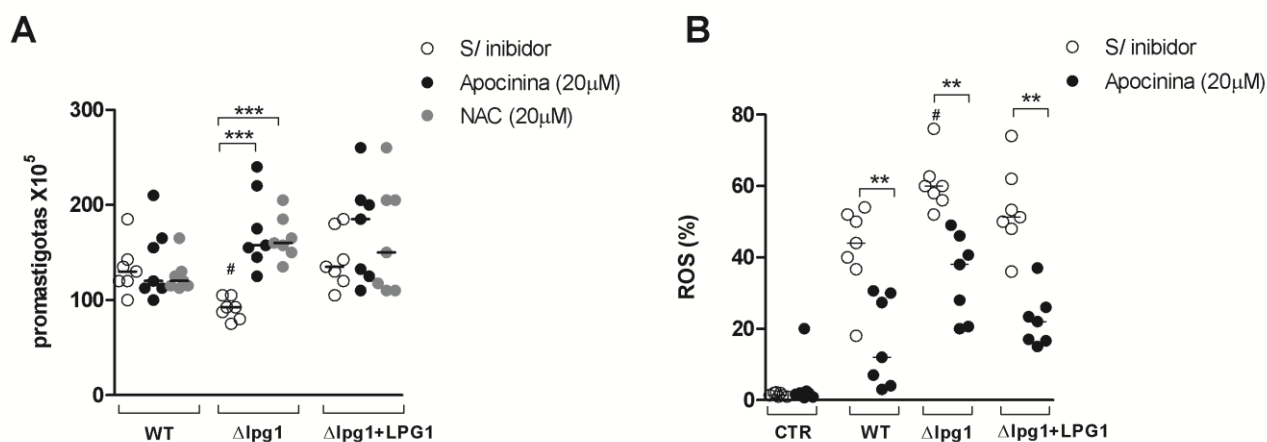 A
S/ inibidor
Apocinina (20µM)
NAC (20µM)
promastigotas X10⁵
300
200
100
0
***
***
#
WT
Δlpg1
Δlpg1+LPG1
B
S/ inibidor
Apocinina (20µM)
ROS (%)
80
60
40
20
0
**
**
**
#
CTR
WT
Δlpg1
Δlpg1+LPG1